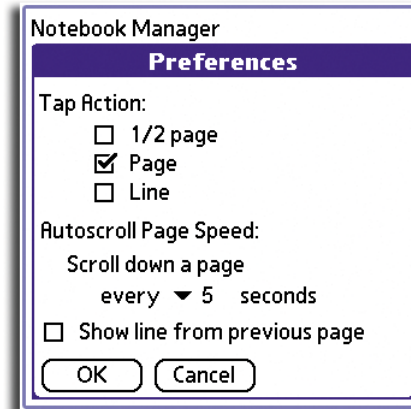 Notebook Manager
Preferences
Tap Action:
1/2 page
Page
Line
Autoscroll Page Speed:
Scroll down a page
every 5 seconds
Show line from previous page
OK Cancel